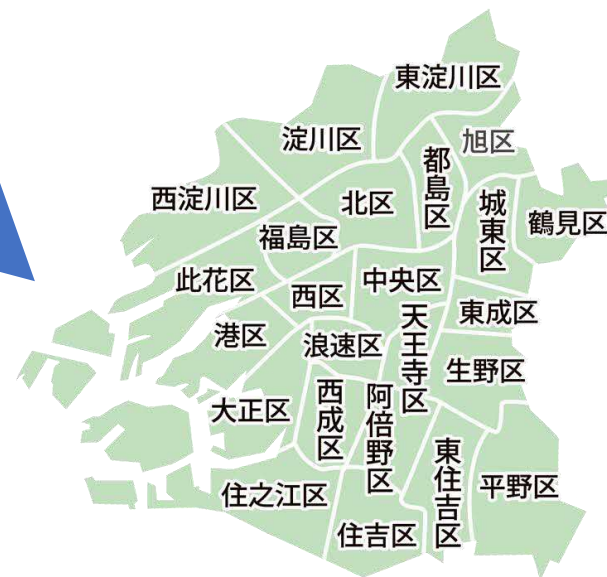 東淀川区
淀川区
旭区
都島区
西淀川区
北区
城東区
鶴見区
福島区
此花区
西区
中央区
東成区
港区
浪速区
天王寺区
生野区
大正区
西成区
阿倍野区
東住吉区
平野区
住之江区
住吉区